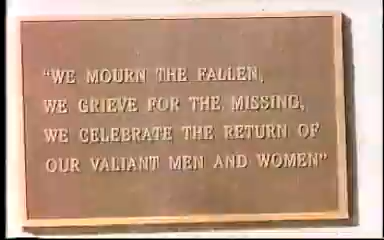 "WE MOURN THE FALLEN,
WE GRIEVE FOR THE MISSING,
WE CELEBRATE THE RETURN OF
OUR VALIANT MEN AND WOMEN"